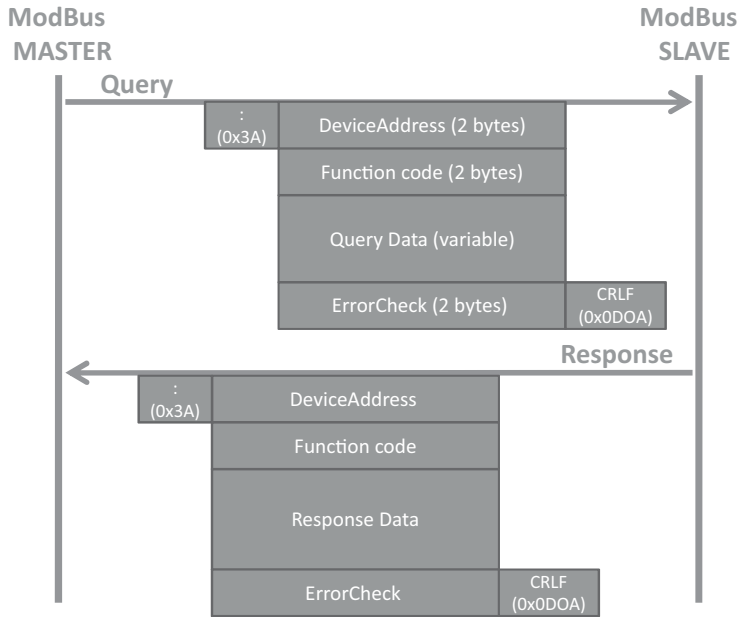 ModBus
MASTER
ModBus
SLAVE
Query
:
(0x3A)
DeviceAddress (2 bytes)
Function code (2 bytes)
Query Data (variable)
ErrorCheck (2 bytes)
CRLF
(0x0DOA)
Response
:
(0x3A)
DeviceAddress
Function code
Response Data
ErrorCheck
CRLF
(0x0DOA)